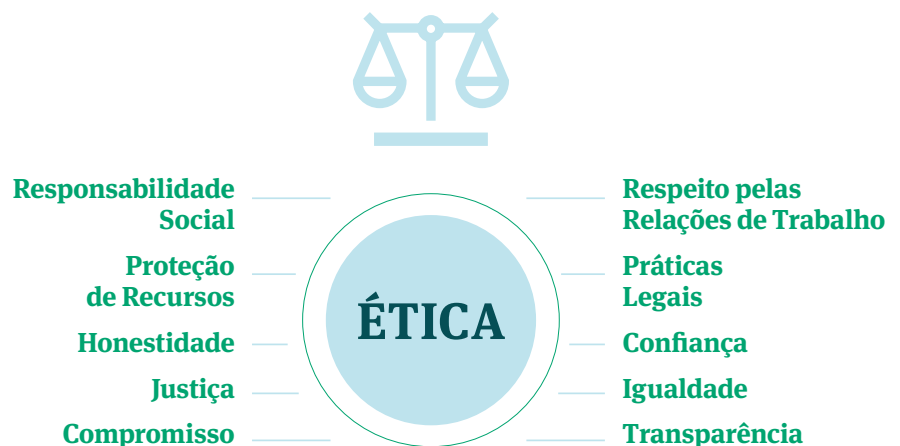 Responsabilidade
Social
Proteção
de Recursos
Honestidade
Justiça
Compromisso
ÉTICA
Respeito pelas
Relações de Trabalho
Práticas
Legais
Confiança
Igualdade
Transparência